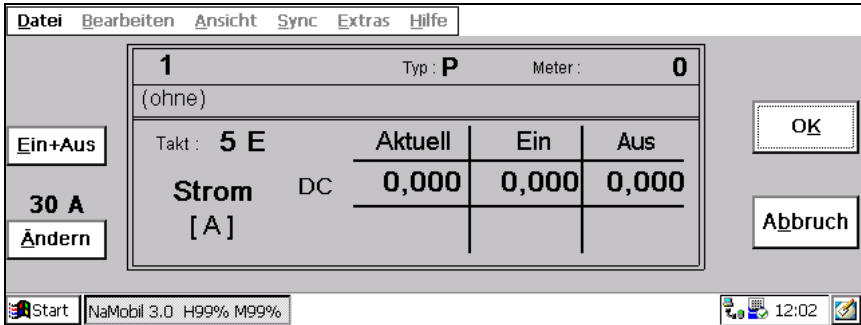 Datei Bearbeiten Ansicht Sync Extras Hilfe
1 Typ : P Meter : 0
(ohne)
Ein+Aus
30 A
Ändern
Takt : 5 E Aktuell Ein Aus
Strom DC 0,000 0,000 0,000
[A]
OK
Abbruch
Start NaMobil 3.0 H99% M99% 12:02